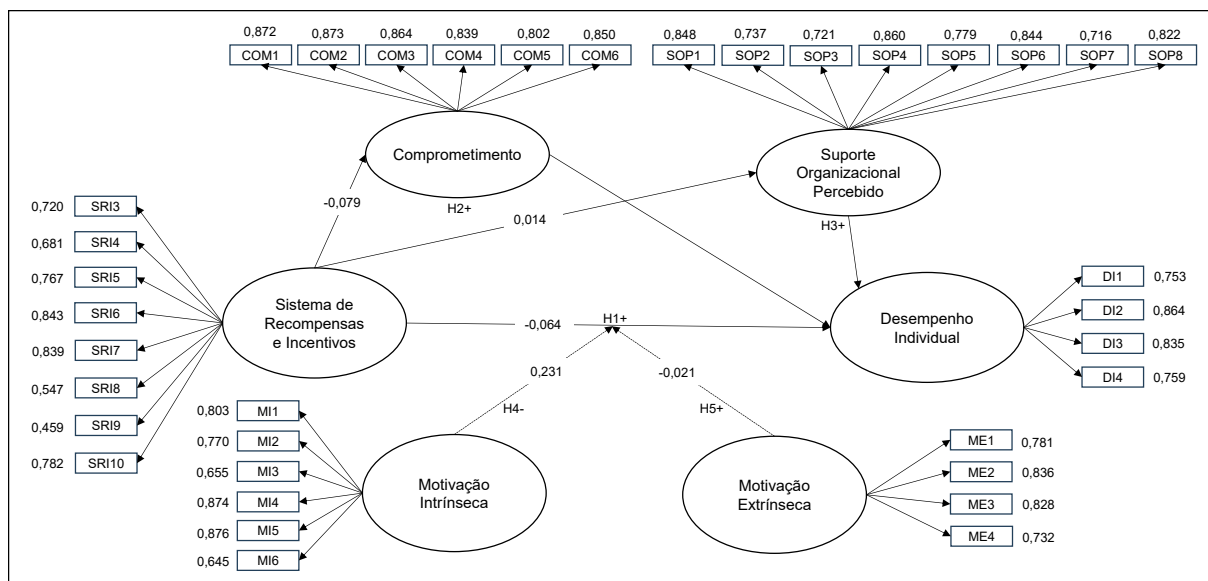 0,872 0,873 0,864 0,839 0,802 0,850
COM1 COM2 COM3 COM4 COM5 COM6
0,848 0,737 0,721 0,860 0,779 0,844 0,716 0,822
SOP1 SOP2 SOP3 SOP4 SOP5 SOP6 SOP7 SOP8
Comprometimento
Suporte
Organizacional
Percebido
-0,079
H2+
0,014
H3+
0,720 SRI3
0,681 SRI4
0,767 SRI5
0,843 SRI6
0,839 SRI7
0,547 SRI8
0,459 SRI9
0,782 SRI10
Sistema de
Recompensas
e Incentivos
-0,064
H1+
Desempenho
Individual
DI1 0,753
DI2 0,864
DI3 0,835
DI4 0,759
0,231
-0,021
H4-
H5+
0,803 MI1
0,770 MI2
0,655 MI3
0,874 MI4
0,876 MI5
0,645 MI6
Motivação
Intrínseca
Motivação
Extrínseca
ME1 0,781
ME2 0,836
ME3 0,828
ME4 0,732